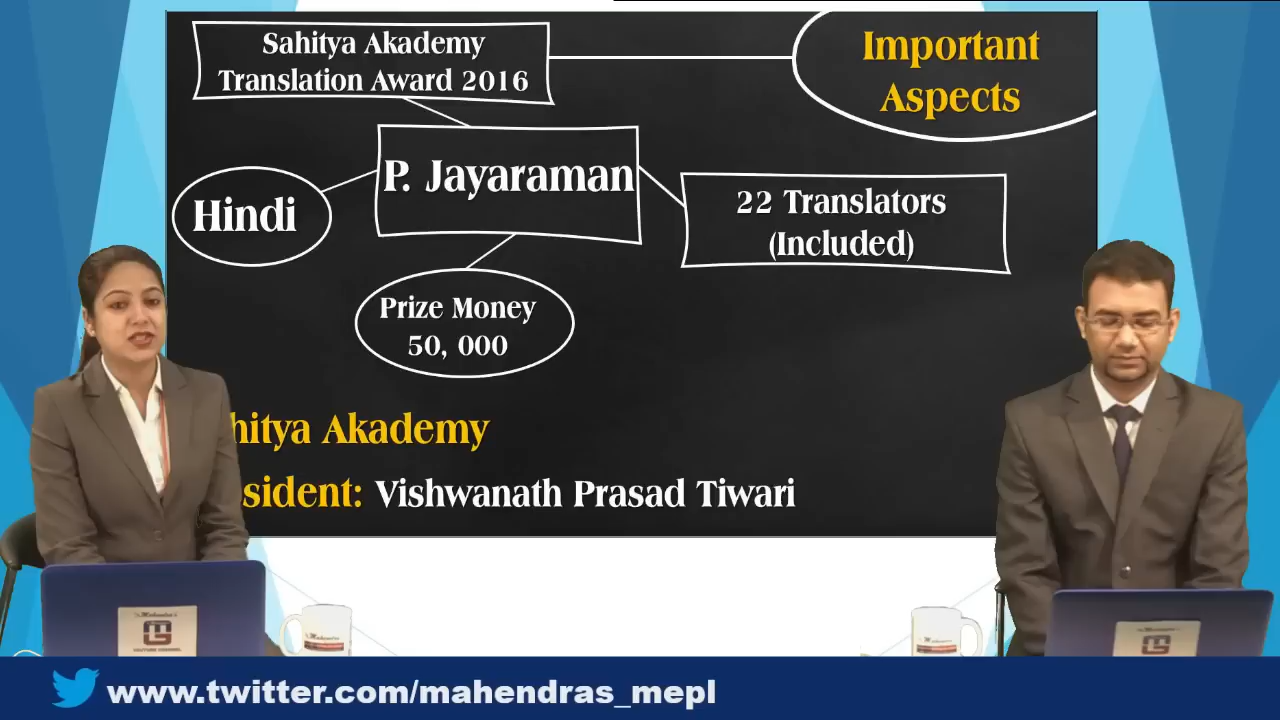 Sahitya Akademy
Translation Award 2016
Important
Aspects
P. Jayaraman
Hindi
22 Translators
(Included)
Prize Money
50, 000
hitya Akademy
sident: Vishwanath Prasad Tiwari
www.twitter.com/mahendras_mepl